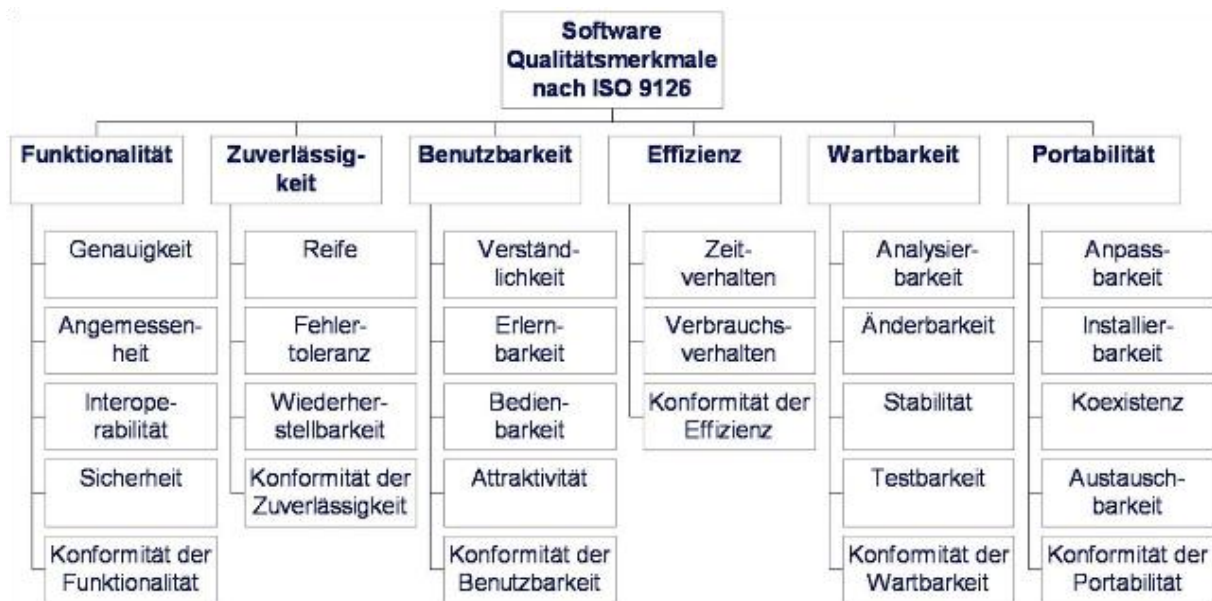 Software
Qualitätsmerkmale
nach ISO 9126
Funktionalität
Zuverlässig-
keit
Benutzbarkeit
Effizienz
Wartbarkeit
Portabilität
Genauigkeit
Angemessen-
heit
Interope-
rabilität
Sicherheit
Konformität der
Funktionalität
Reife
Fehler-
toleranz
Wiederher-
stellbarkeit
Konformität der
Zuverlässigkeit
Verständ-
lichkeit
Erlern-
barkeit
Bedien-
barkeit
Attraktivität
Konformität der
Benutzbarkeit
Zeit-
verhalten
Verbrauchs-
verhalten
Konformität der
Effizienz
Analysier-
barkeit
Änderbarkeit
Stabilität
Testbarkeit
Konformität der
Wartbarkeit
Anpass-
barkeit
Installier-
barkeit
Koexistenz
Austausch-
barkeit
Konformität der
Portabilität